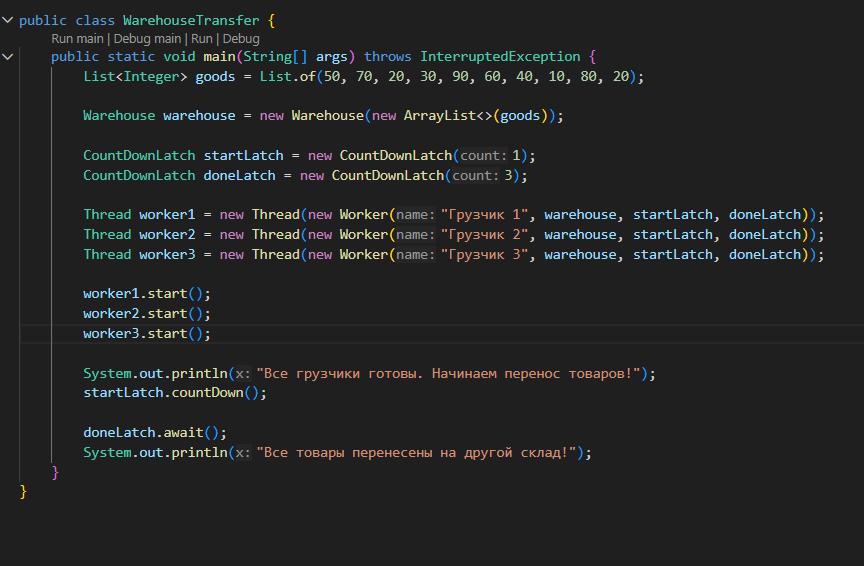 public class WarehouseTransfer {
Run main | Debug main | Run | Debug
public static void main(String[] args) throws InterruptedException {
List<Integer> goods = List.of(50, 70, 20, 30, 90, 60, 40, 10, 80, 20);
Warehouse warehouse = new Warehouse(new ArrayList<>(goods));
CountDownLatch startLatch = new CountDownLatch(count: 1);
CountDownLatch doneLatch = new CountDownLatch(count: 3);
Thread worker1 = new Thread(new Worker(name: "Грузчик 1", warehouse, startLatch, doneLatch));
Thread worker2 = new Thread(new Worker(name: "Грузчик 2", warehouse, startLatch, doneLatch));
Thread worker3 = new Thread(new Worker(name: "Грузчик 3", warehouse, startLatch, doneLatch));
worker1.start();
worker2.start();
worker3.start();
System.out.println(x: "Все грузчики готовы. Начинаем перенос товаров!");
startLatch.countDown();
doneLatch.await();
System.out.println(x: "Все товары перенесены на другой склад!");
}
}